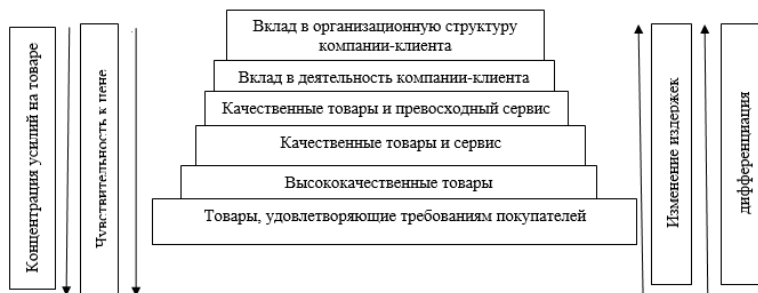 Концентрация усилий на товаре
Чувствительность к цене
Вклад в организационную структуру
компании-клиента
Вклад в деятельность компании-клиента
Качественные товары и превосходный сервис
Качественные товары и сервис
Высококачественные товары
Товары, удовлетворяющие требованиям покупателей
Изменение издержек
дифференциация